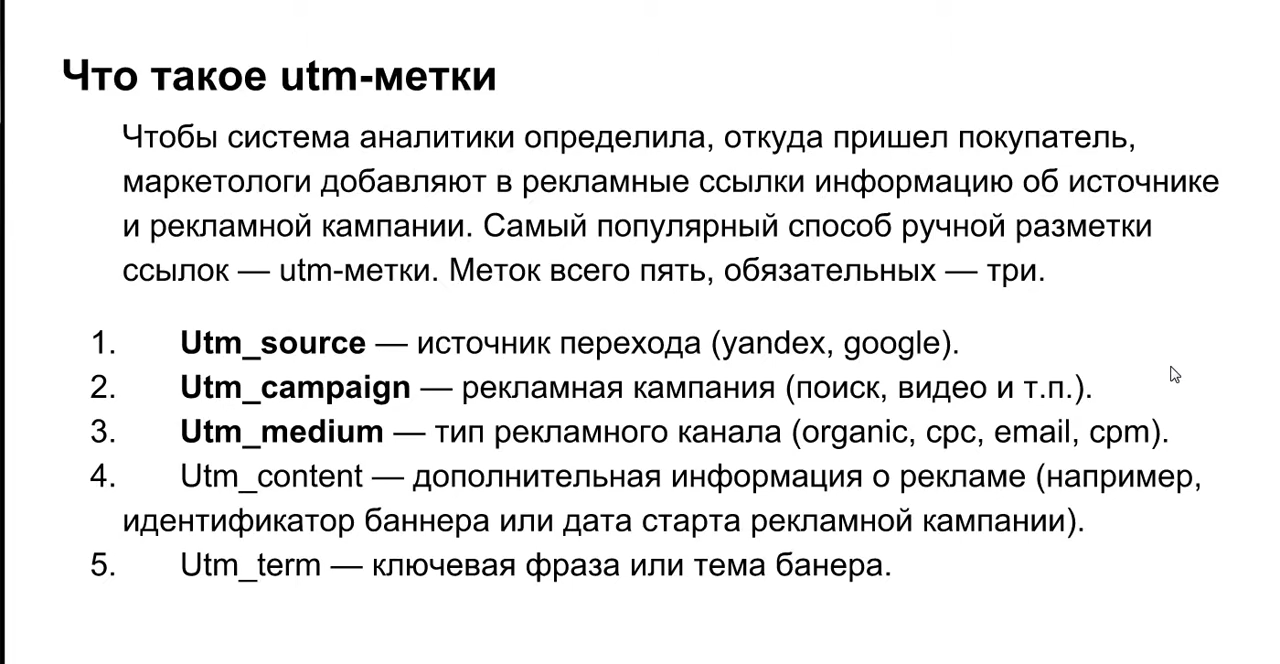 Что такое utm-метки
Чтобы система аналитики определила, откуда пришел покупатель,
маркетологи добавляют в рекламные ссылки информацию об источнике
и рекламной кампании. Самый популярный способ ручной разметки
ссылок — utm-метки. Меток всего пять, обязательных — три.
1. Utm_source — источник перехода (yandex, google).
2. Utm_campaign — рекламная кампания (поиск, видео и т.п.).
3. Utm_medium — тип рекламного канала (organic, cpc, email, cpm).
4. Utm_content — дополнительная информация о рекламе (например,
идентификатор баннера или дата старта рекламной кампании).
5. Utm_term — ключевая фраза или тема банера.